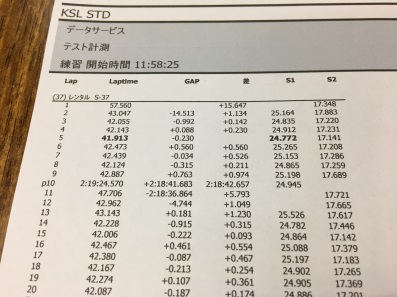 KSL STD
データサービス
テスト計測
練習 開始時間 11:58:25
Lap Laptime GAP 差 S1 S2
(37) レンタル S-37
1 57.560 +15.647 17.348
2 43.047 -14.513 +1.134 25.164 17.883
3 42.055 -0.992 +0.142 24.835 17.220
4 42.143 +0.088 +0.230 24.912 17.231
5 41.913 -0.230 24.772 17.141
6 42.473 +0.560 +0.560 25.265 17.208
7 42.439 -0.034 +0.526 25.153 17.286
8 42.124 -0.315 +0.211 24.865 17.259
9 42.887 +0.763 +0.974 25.198 17.689
p10 2:19:24.570 +2:18:41.683 2:18:42.657 24.945
11 47.706 -2:18:36.864 +5.793 17.721
12 42.962 -4.744 +1.049 17.665
13 43.143 +0.181 +1.230 25.526 17.617
14 42.228 -0.915 +0.315 24.782 17.446
15 42.006 -0.222 +0.093 24.864 17.142
16 42.467 +0.461 +0.554 25.088 17.379
17 42.380 -0.087 +0.467 25.197 17.183
18 42.167 -0.213 +0.254 24.902 17.265
19 42.274 +0.107 +0.361 24.905 17.369
20 42.087 -0.187 +0.174 24.886 17.201